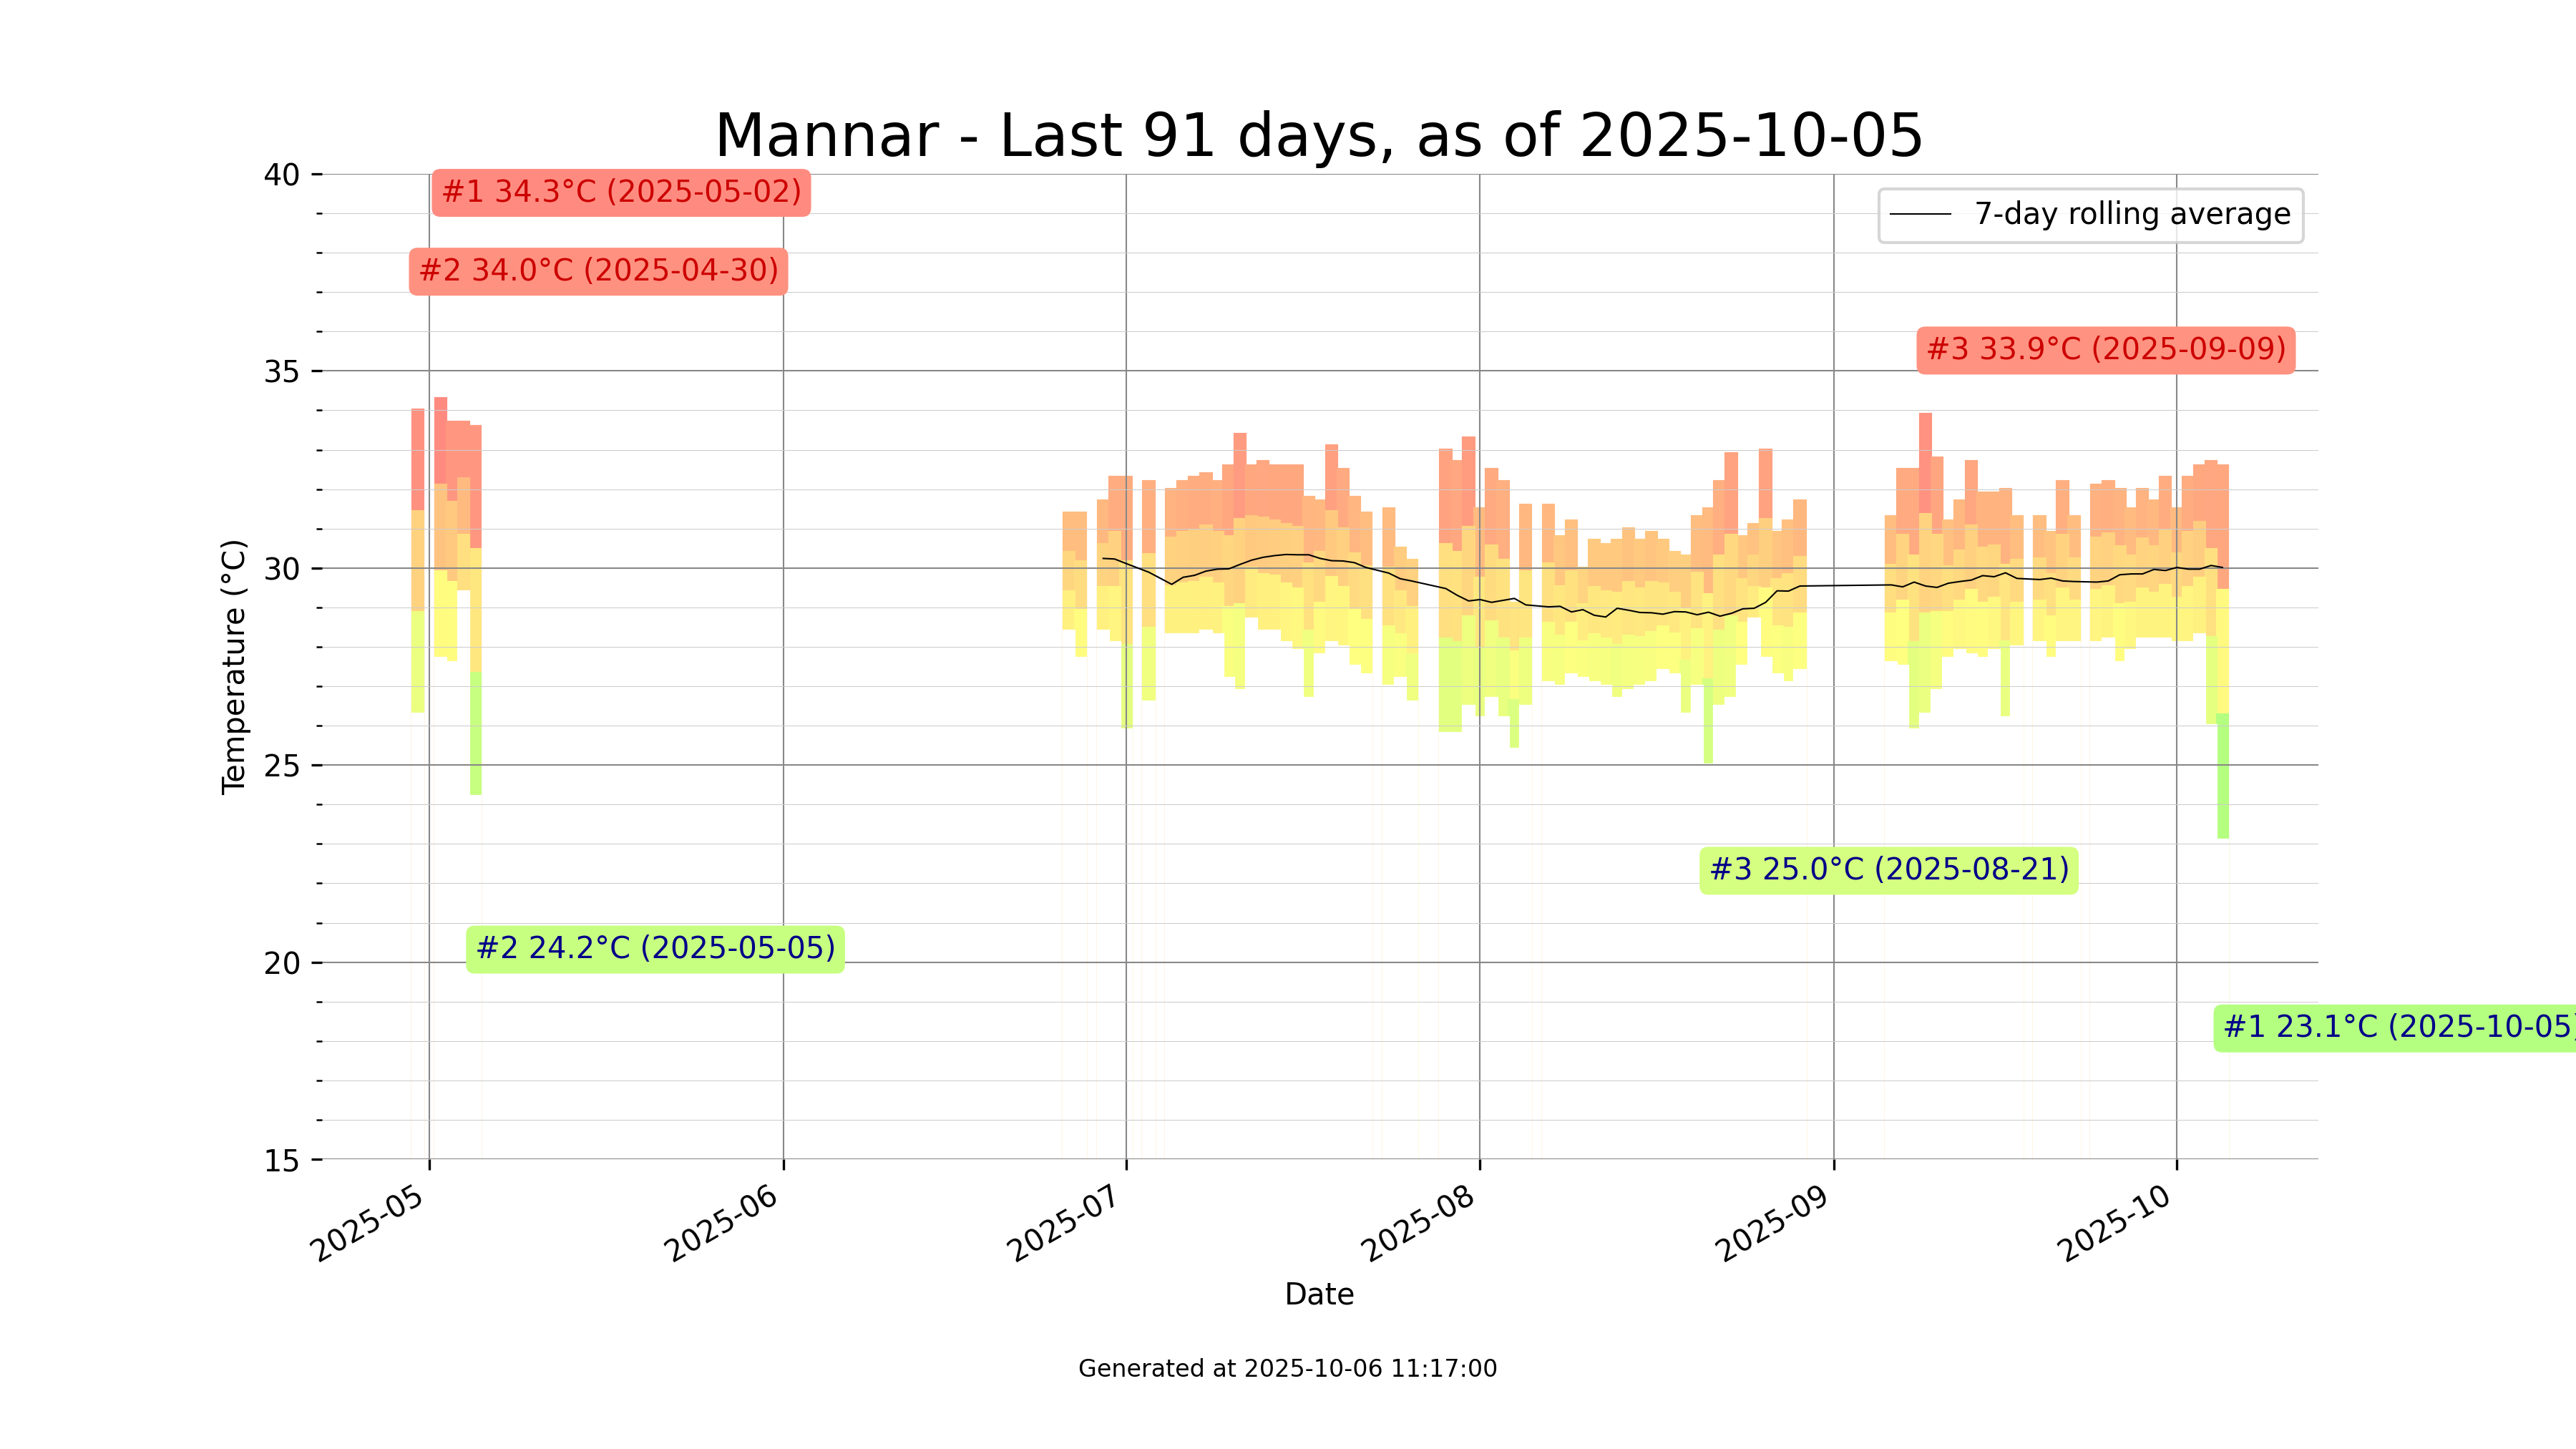 Mannar - Last 91 days, as of 2025-10-05
#1 34.3°C (2025-05-02)
#2 34.0°C (2025-04-30)
#3 33.9°C (2025-09-09)
7-day rolling average
40
35
30
25
20
15
Temperature (°C)
#3 25.0°C (2025-08-21)
#2 24.2°C (2025-05-05)
#1 23.1°C (2025-10-05)
2025-05
2025-06
2025-07
2025-08
2025-09
2025-10
Date
Generated at 2025-10-06 11:17:00